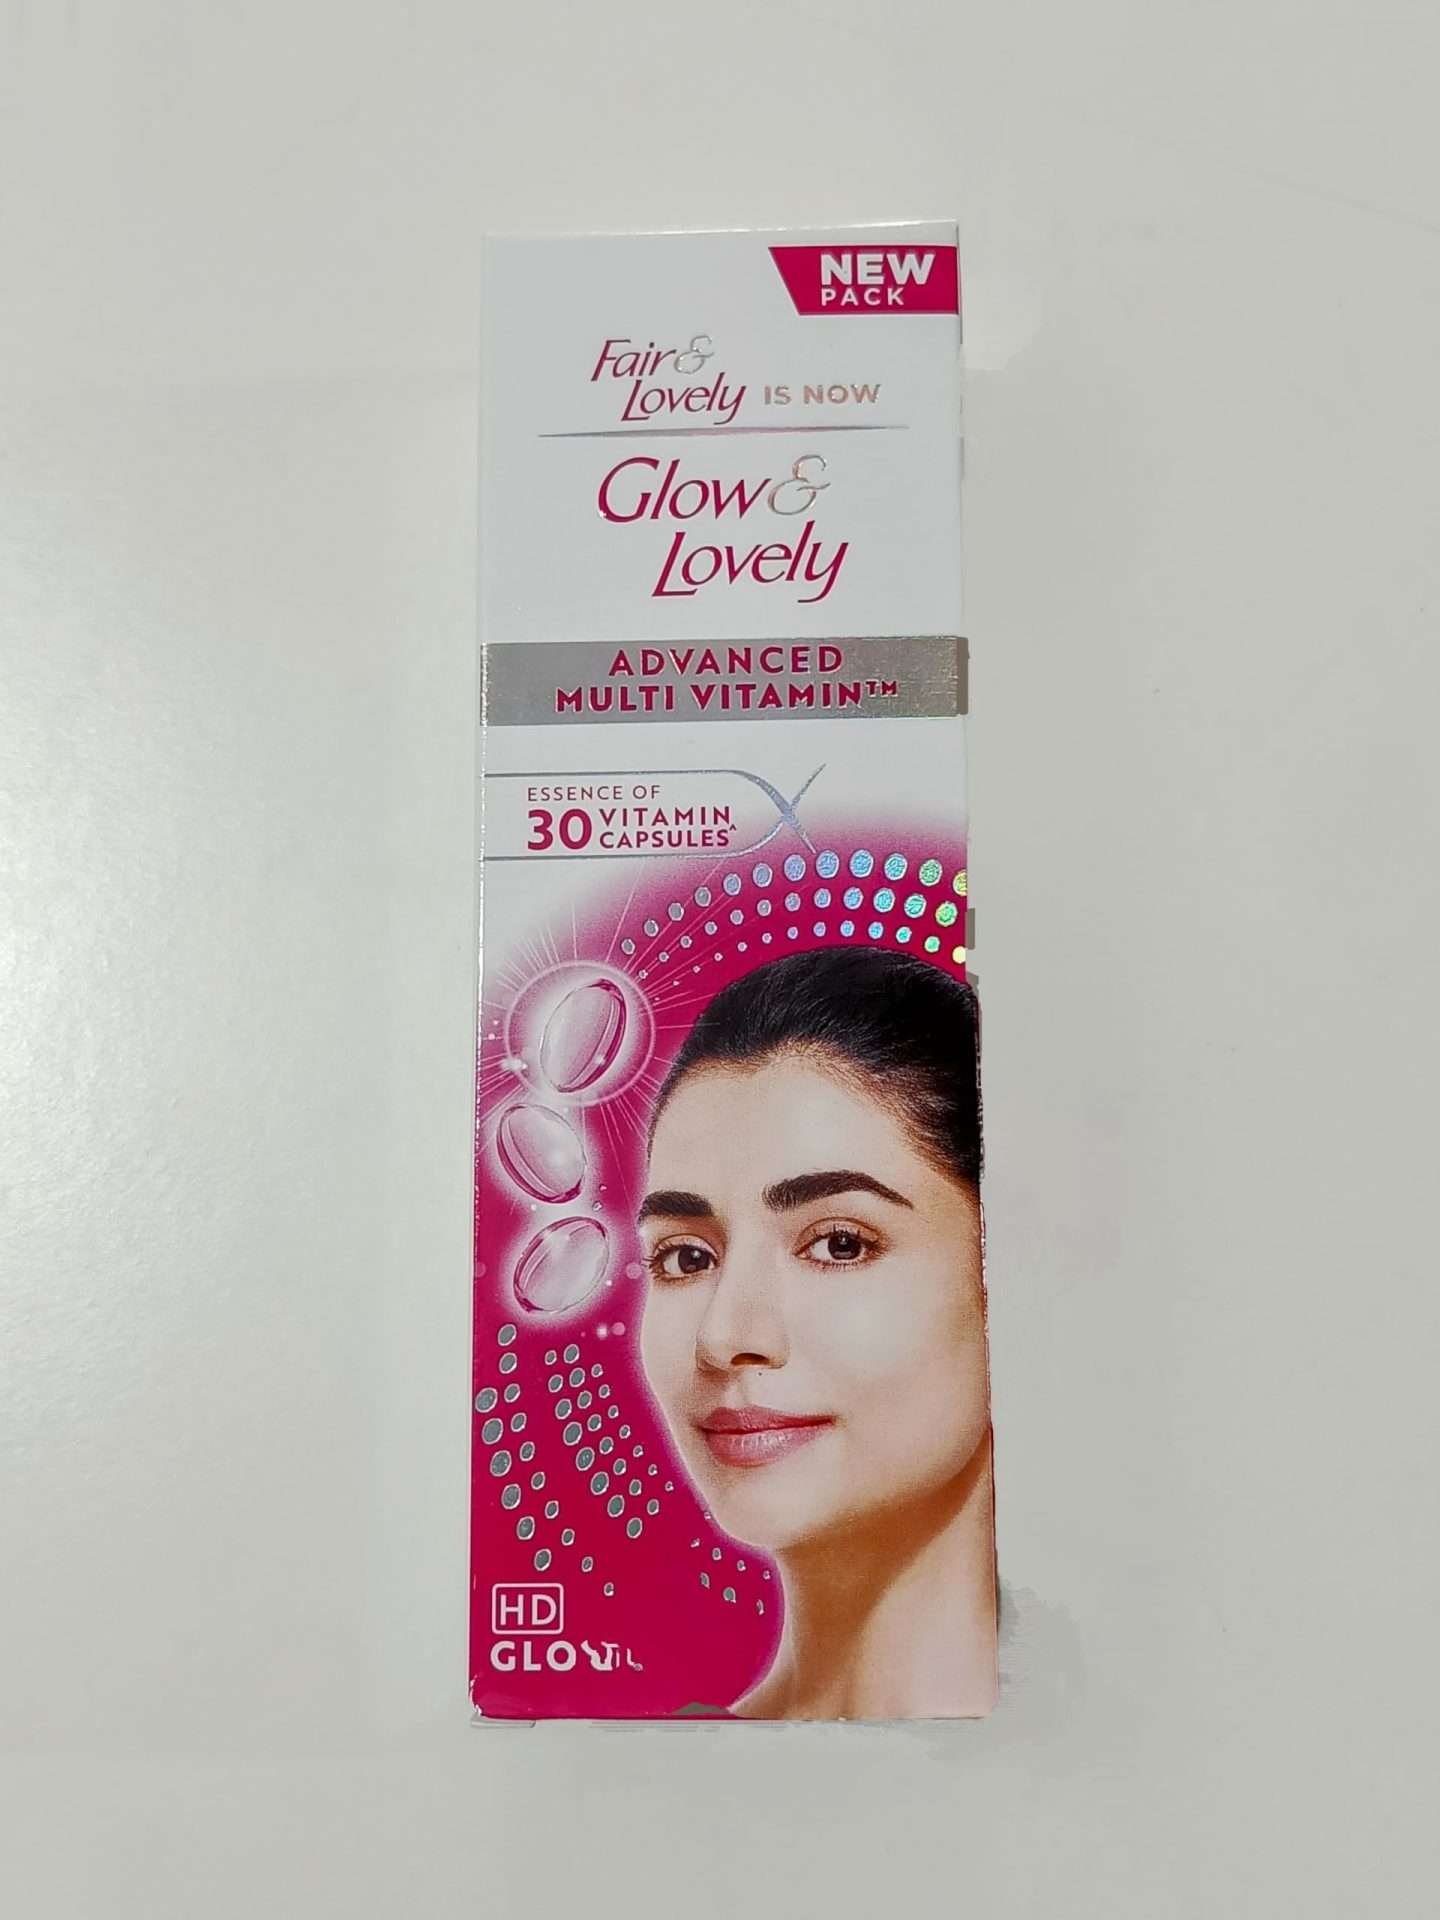 NEW
PACK
Fair &
Lovely IS NOW
Glow &
Lovely
ADVANCED
MULTI VITAMIN™
ESSENCE OF
30 VITAMIN
CAPSULES^
HD